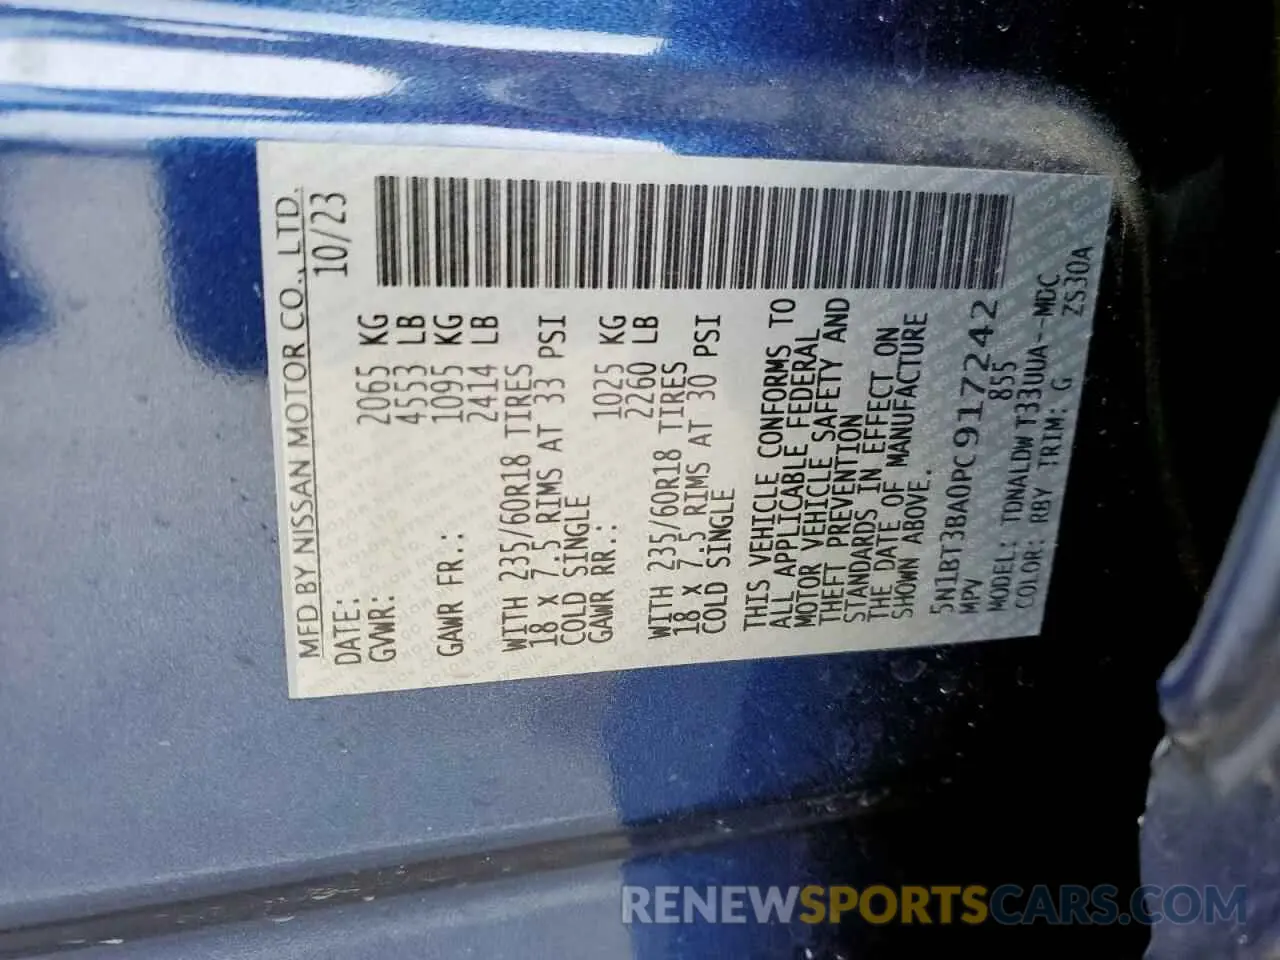 MFD BY NISSAN MOTOR CO., LTD.
DATE: 10/23
GVWR: 2065 KG
4553 LB
GAWR FR.: 1095 KG
2414 LB
WITH 235/60R18 TIRES
18 X 7.5 RIMS AT 33 PSI
COLD SINGLE
GAWR RR.: 1025 KG
2260 LB
WITH 235/60R18 TIRES
18 X 7.5 RIMS AT 30 PSI
COLD SINGLE
THIS VEHICLE CONFORMS TO
ALL APPLICABLE FEDERAL
MOTOR VEHICLE SAFETY AND
THEFT PREVENTION
STANDARDS IN EFFECT ON
THE DATE OF MANUFACTURE
SHOWN ABOVE.
5N1BT3BA0PC917242
MPV 855
MODEL: TDNALDWT33UUA--MDC
COLOR: RBY TRIM: G ZS30A
RENEWSPORTSCARS.COM